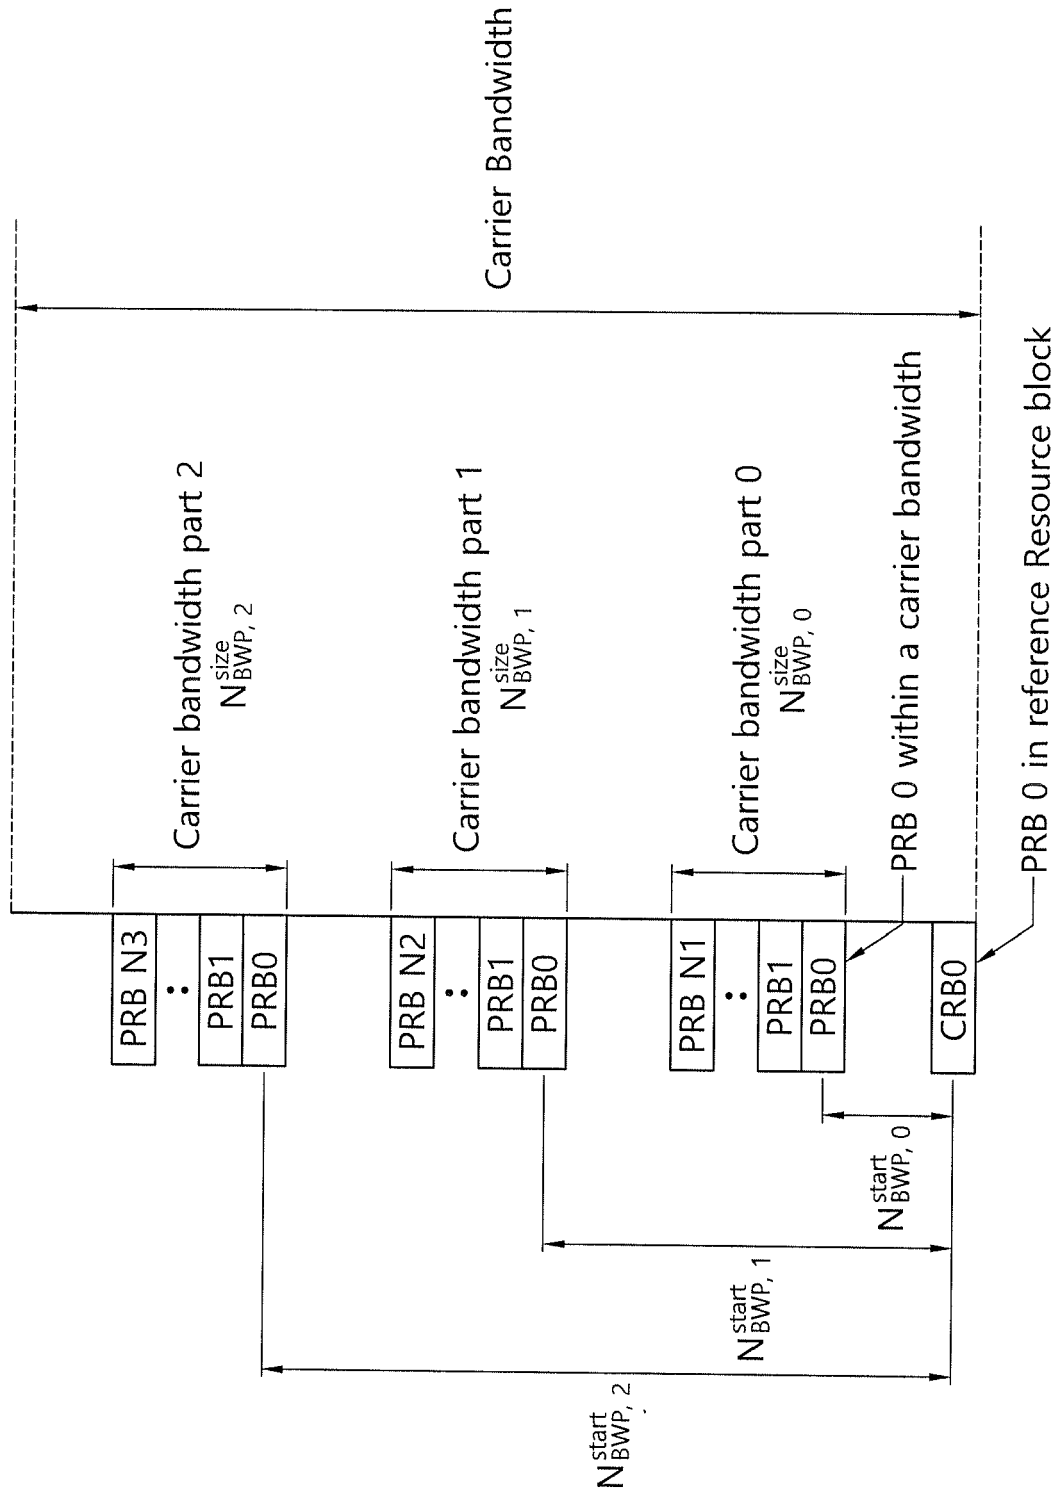 Carrier Bandwidth
Carrier bandwidth part 2
N^size_BWP, 2
Carrier bandwidth part 1
N^size_BWP, 1
Carrier bandwidth part 0
N^size_BWP, 0
PRB 0 within a carrier bandwidth
PRB 0 in reference Resource block
PRB N3
:
PRB1
PRB0
PRB N2
:
PRB1
PRB0
PRB N1
:
PRB1
PRB0
CRB0
N^start_BWP, 0
N^start_BWP, 1
N^start_BWP, 2